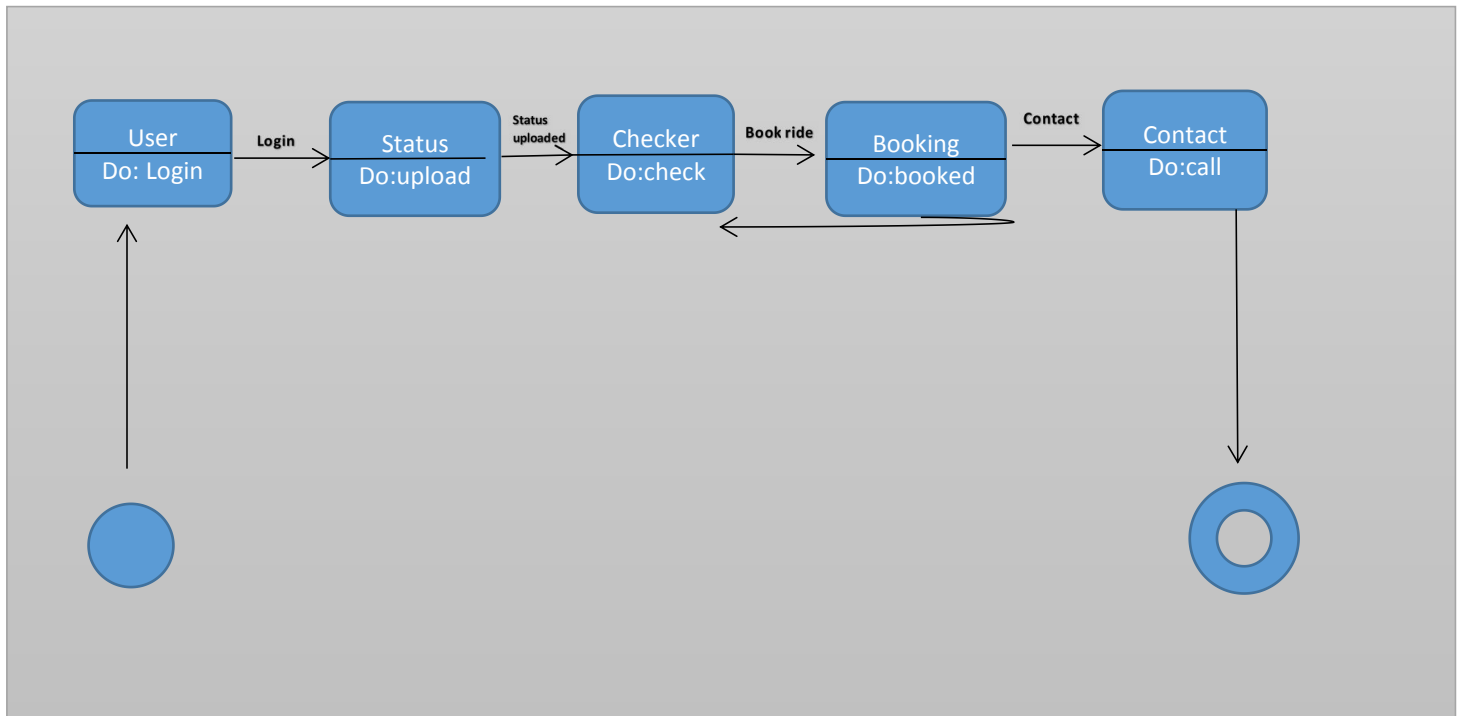 User
Do: Login
Login
Status
Do:upload
Status
uploaded
Checker
Do:check
Book ride
Booking
Do:booked
Contact
Contact
Do:call